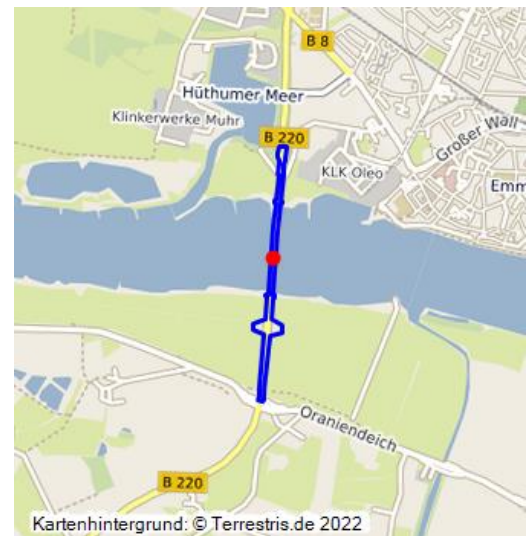 B 8
Hüthumer Meer
Klinkerwerke Muhr
B 220
Großer Wall
KLK Oleo
Emm
Oraniendeich
B 220
Kartenhintergrund: © Terrestris.de 2022